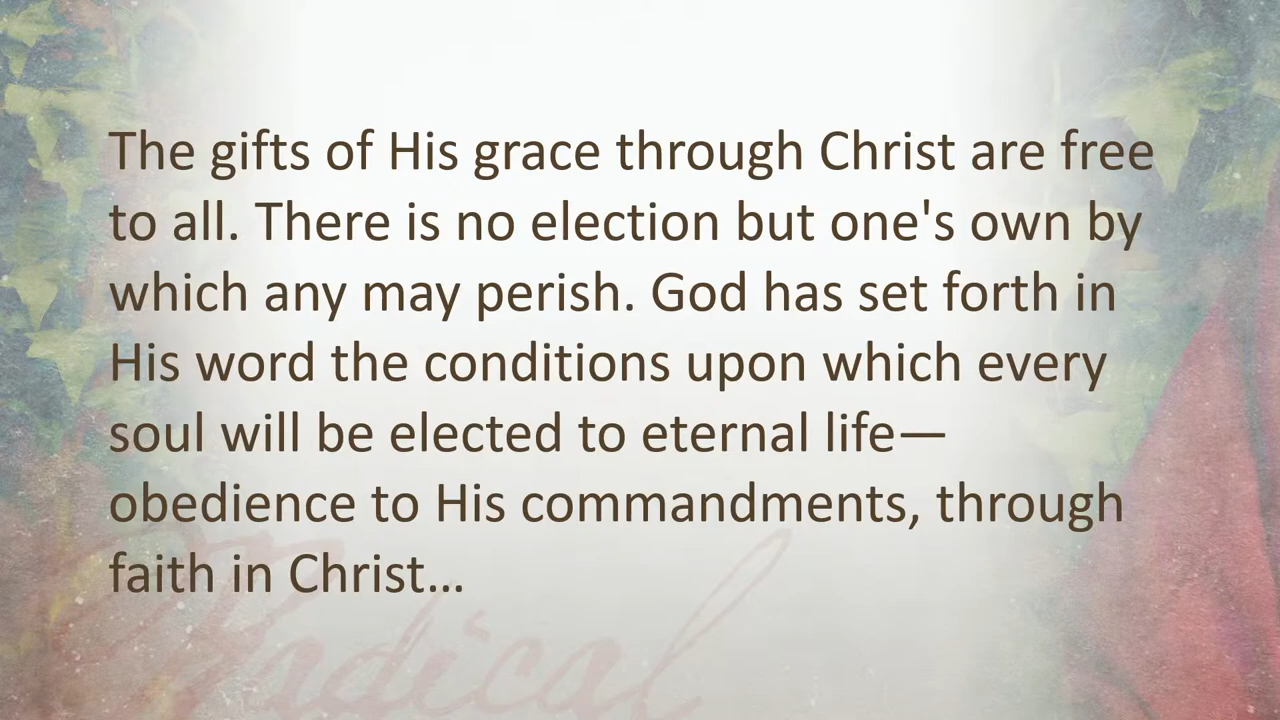 The gifts of His grace through Christ are free
to all. There is no election but one's own by
which any may perish. God has set forth in
His word the conditions upon which every
soul will be elected to eternal life—
obedience to His commandments, through
faith in Christ…
Radical